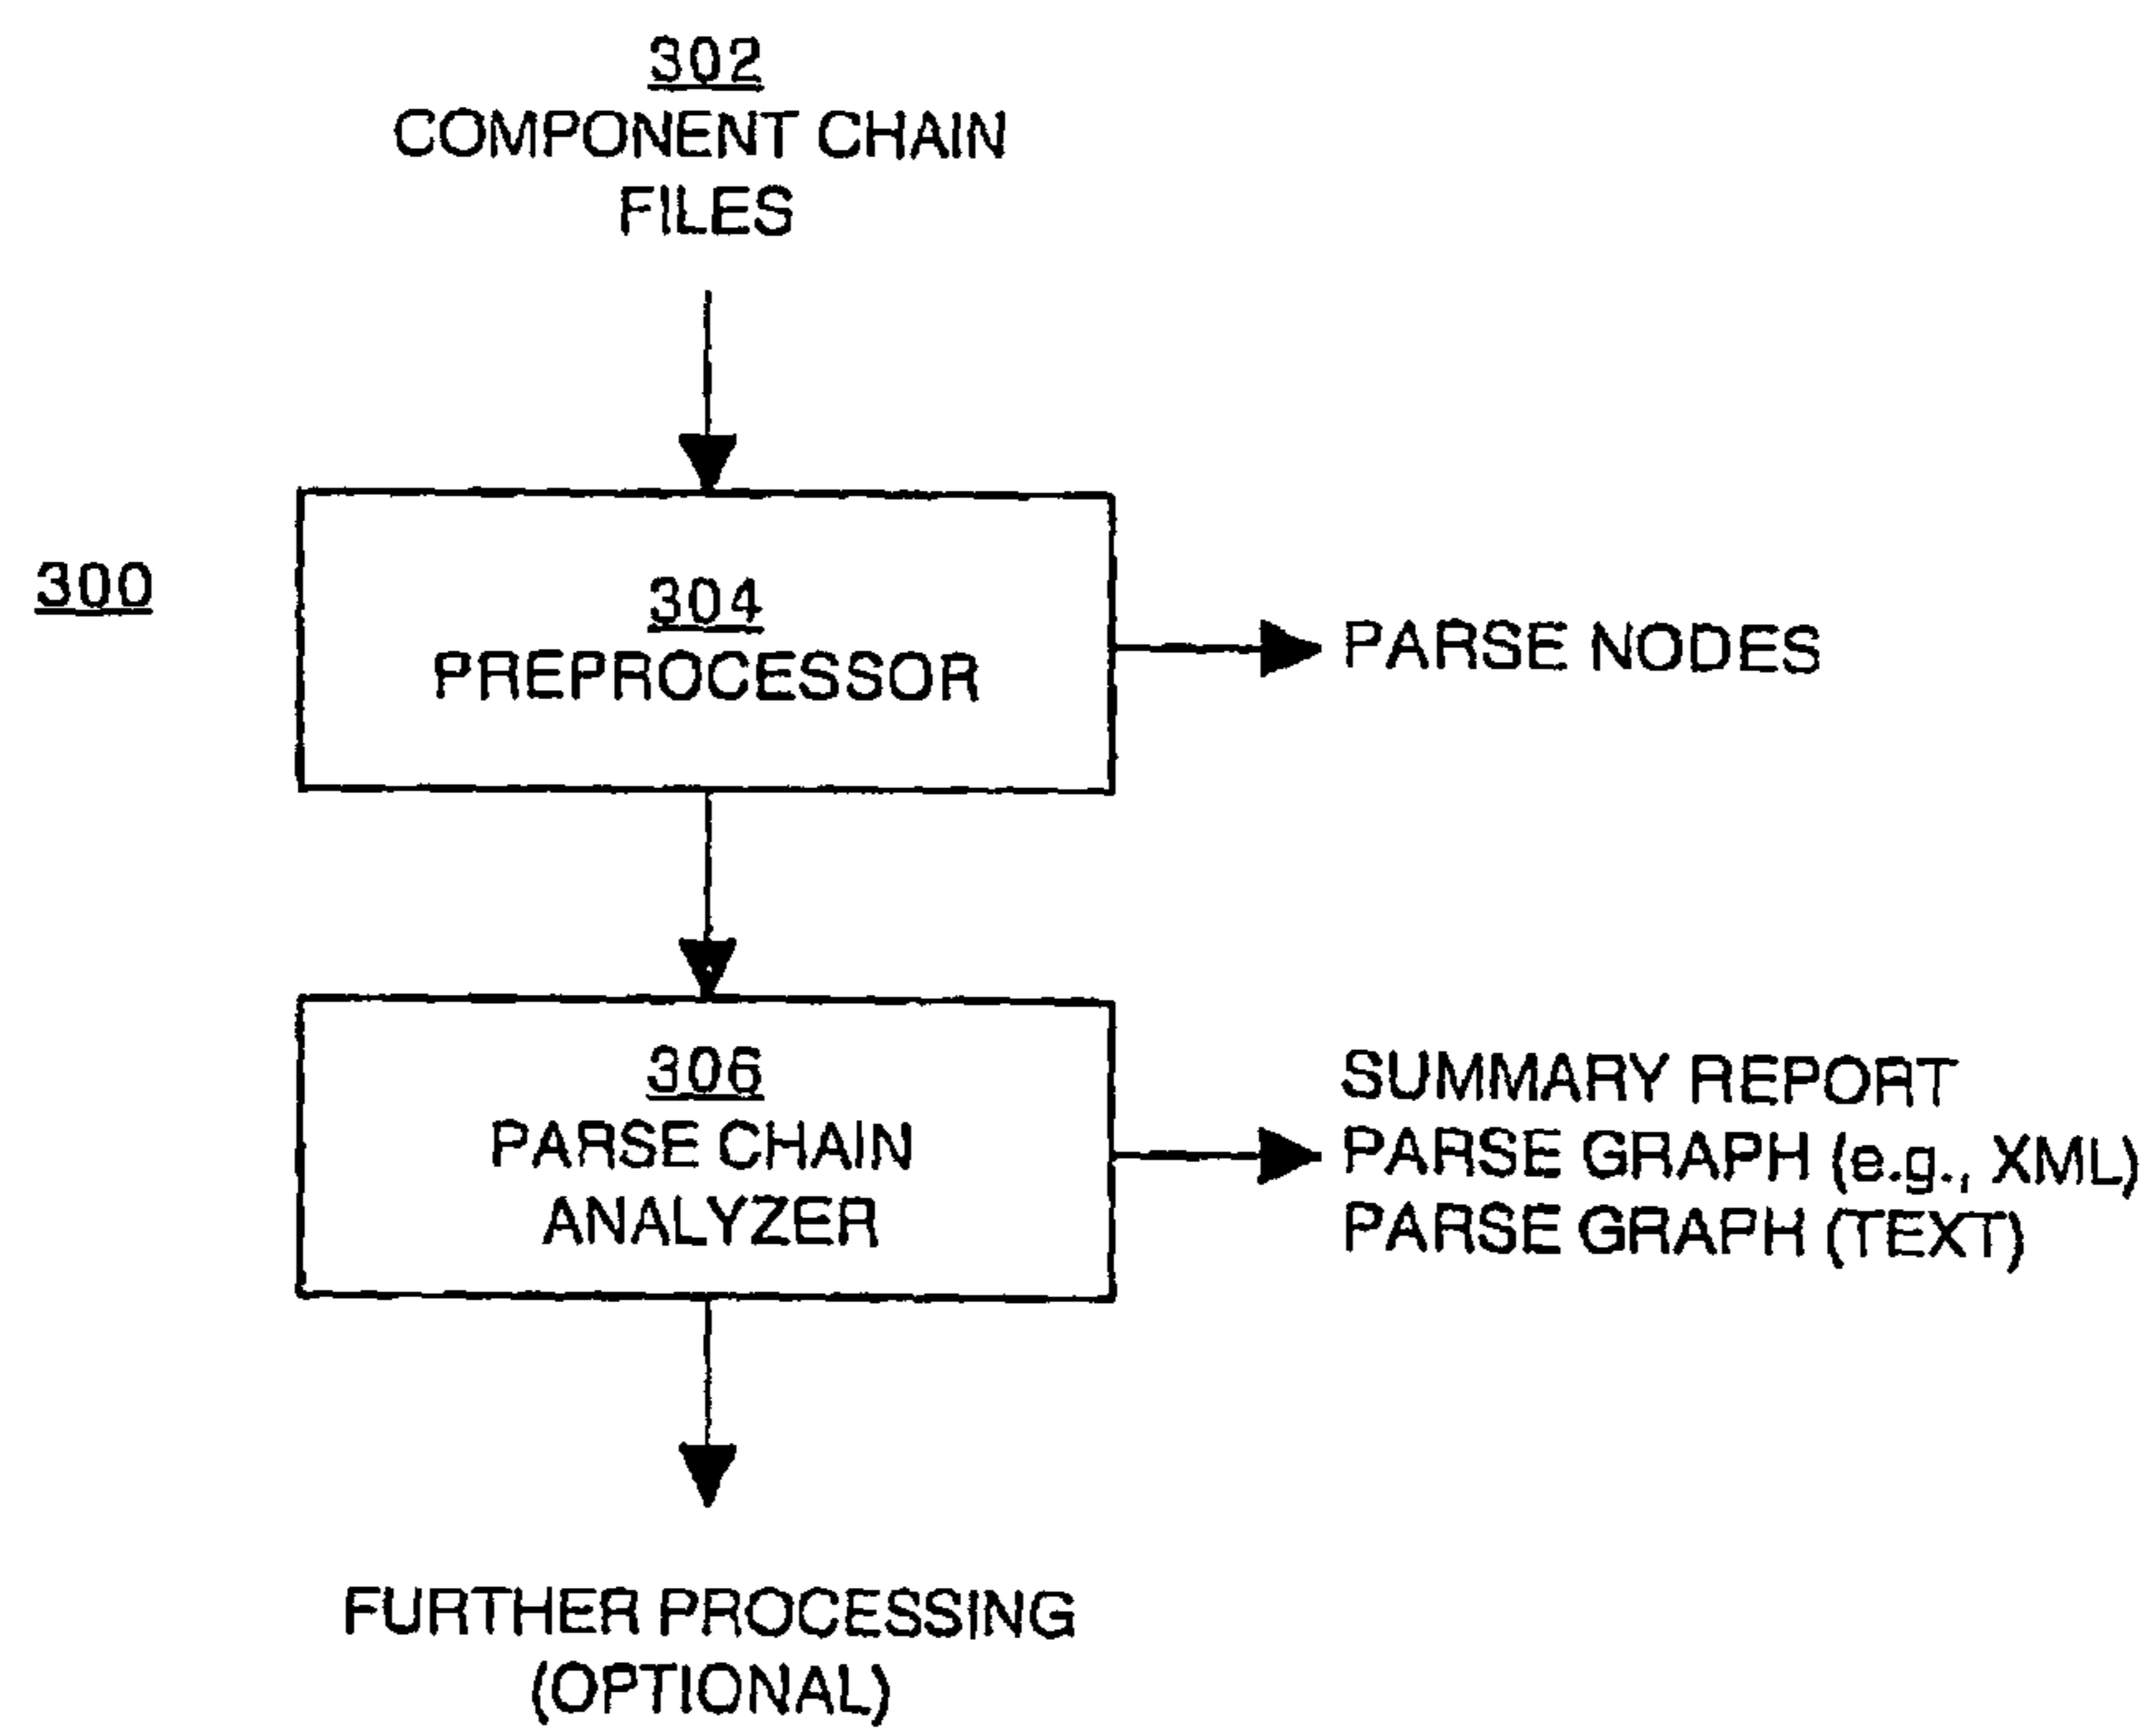 302
COMPONENT CHAIN
FILES
300
304
PREPROCESSOR
PARSE NODES
306
PARSE CHAIN
ANALYZER
SUMMARY REPORT
PARSE GRAPH (e.g., XML)
PARSE GRAPH (TEXT)
FURTHER PROCESSING
(OPTIONAL)